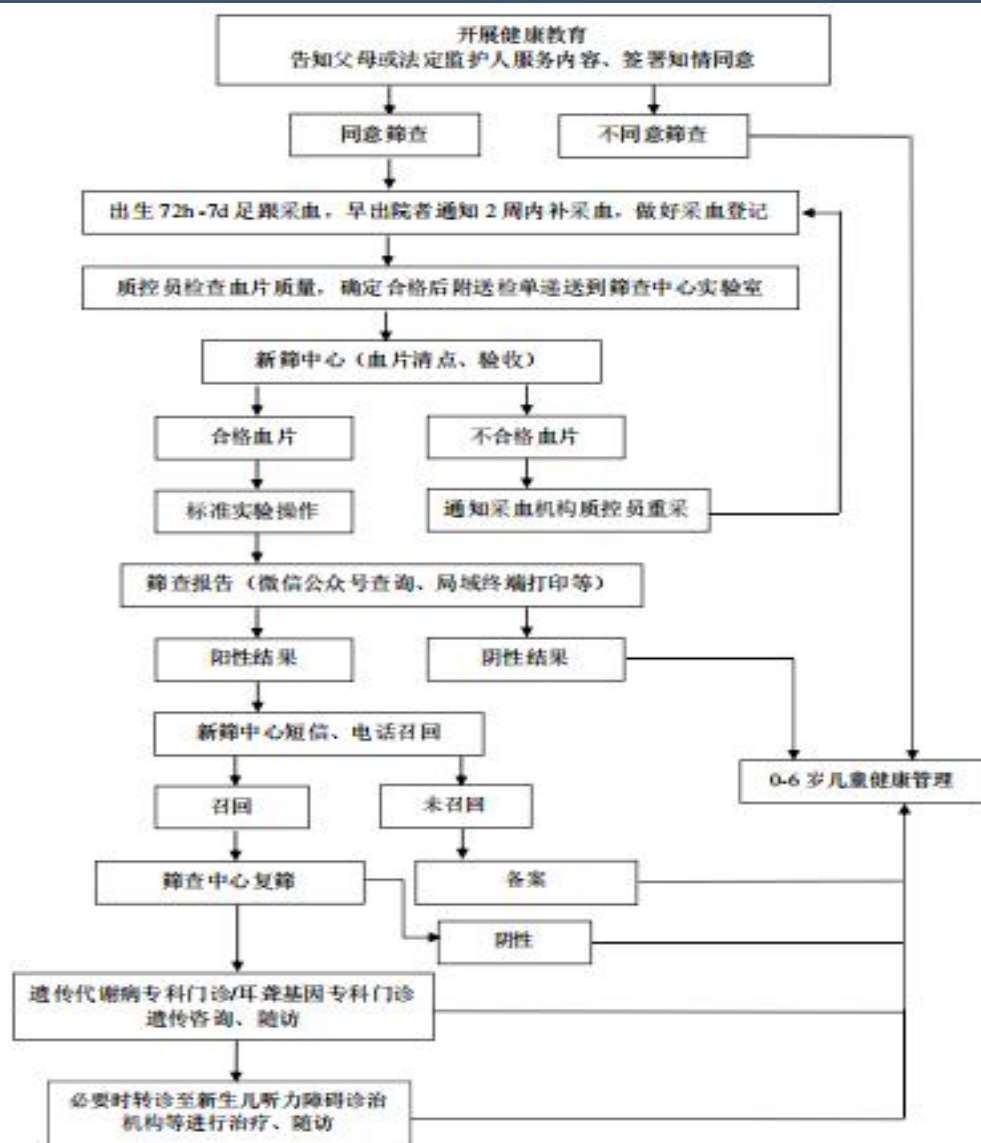 开展健康教育
告知父母或法定监护人服务内容、签署知情同意
同意筛查
不同意筛查
出生 72h-7d 足跟采血，早出院者通知 2 周内补采血，做好采血登记
质控员检查血片质量，确定合格后附送检单递送到筛查中心实验室
新筛中心（血片清点、验收）
合格血片
不合格血片
标准实验操作
通知采血机构质控员重采
筛查报告（微信公众号查询、局域终端打印等）
阳性结果
阴性结果
新筛中心短信、电话召回
0-6 岁儿童健康管理
召回
未召回
筛查中心复筛
备案
阴性
遗传代谢病专科门诊/耳聋基因专科门诊
遗传咨询、随访
必要时转诊至新生儿听力障碍诊治
机构等进行治疗、随访